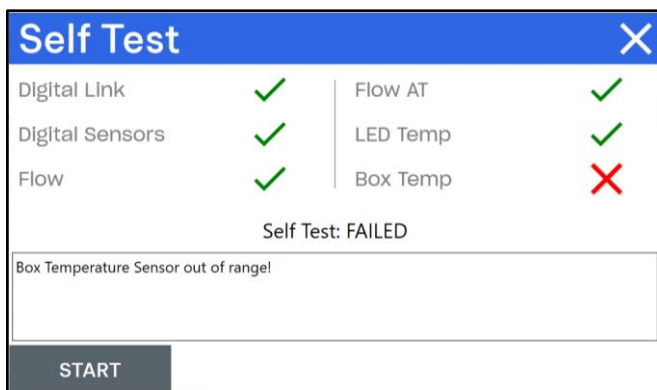 Self Test
Digital Link
Flow AT
Digital Sensors
LED Temp
Flow
Box Temp
Self Test: FAILED
Box Temperature Sensor out of range!
START